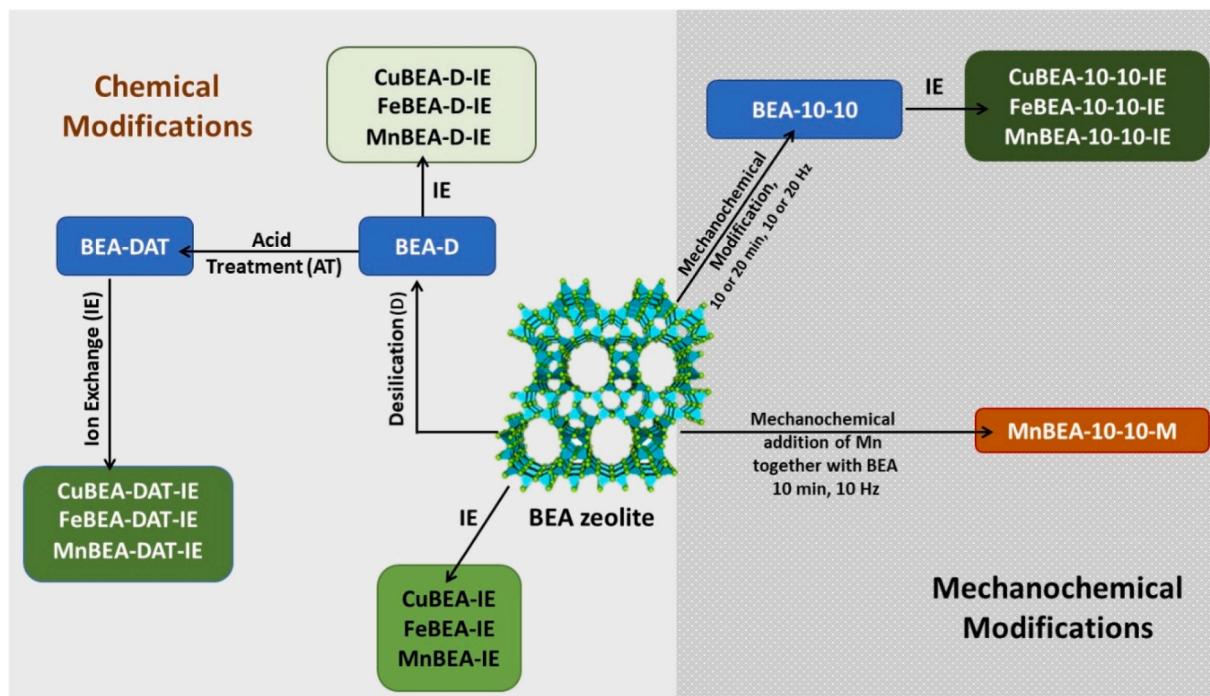 Chemical
Modifications
CuBEA-D-IE
FeBEA-D-IE
MnBEA-D-IE
IE
BEA-DAT
Acid
Treatment (AT)
BEA-D
Ion Exchange (IE)
Desilication (D)
CuBEA-DAT-IE
FeBEA-DAT-IE
MnBEA-DAT-IE
IE
BEA zeolite
CuBEA-IE
FeBEA-IE
MnBEA-IE
BEA-10-10
IE
CuBEA-10-10-IE
FeBEA-10-10-IE
MnBEA-10-10-IE
Mechanochemical
Modification,
10 or 20 min, 10 or 20 Hz
Mechanochemical
addition of Mn
together with BEA
10 min, 10 Hz
MnBEA-10-10-M
Mechanochemical
Modifications